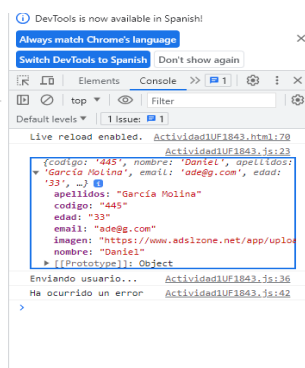 DevTools is now available in Spanish!
Always match Chrome's language
Switch DevTools to Spanish Don't show again
Elements Console 1
top Filter
Default levels 1 Issue: 1
Live reload enabled. Actividad1UF1843.html:70
Actividad1UF1843.js:23
{codigo: '445', nombre: 'Daniel', apellidos:
'García Molina', email: 'ade@g.com', edad:
'33', …}
apellidos: "García Molina"
codigo: "445"
edad: "33"
email: "ade@g.com"
imagen: "https://www.adslzone.net/app/uploa
nombre: "Daniel"
[[Prototype]]: Object
Enviando usuario... Actividad1UF1843.js:36
Ha ocurrido un error Actividad1UF1843.js:42